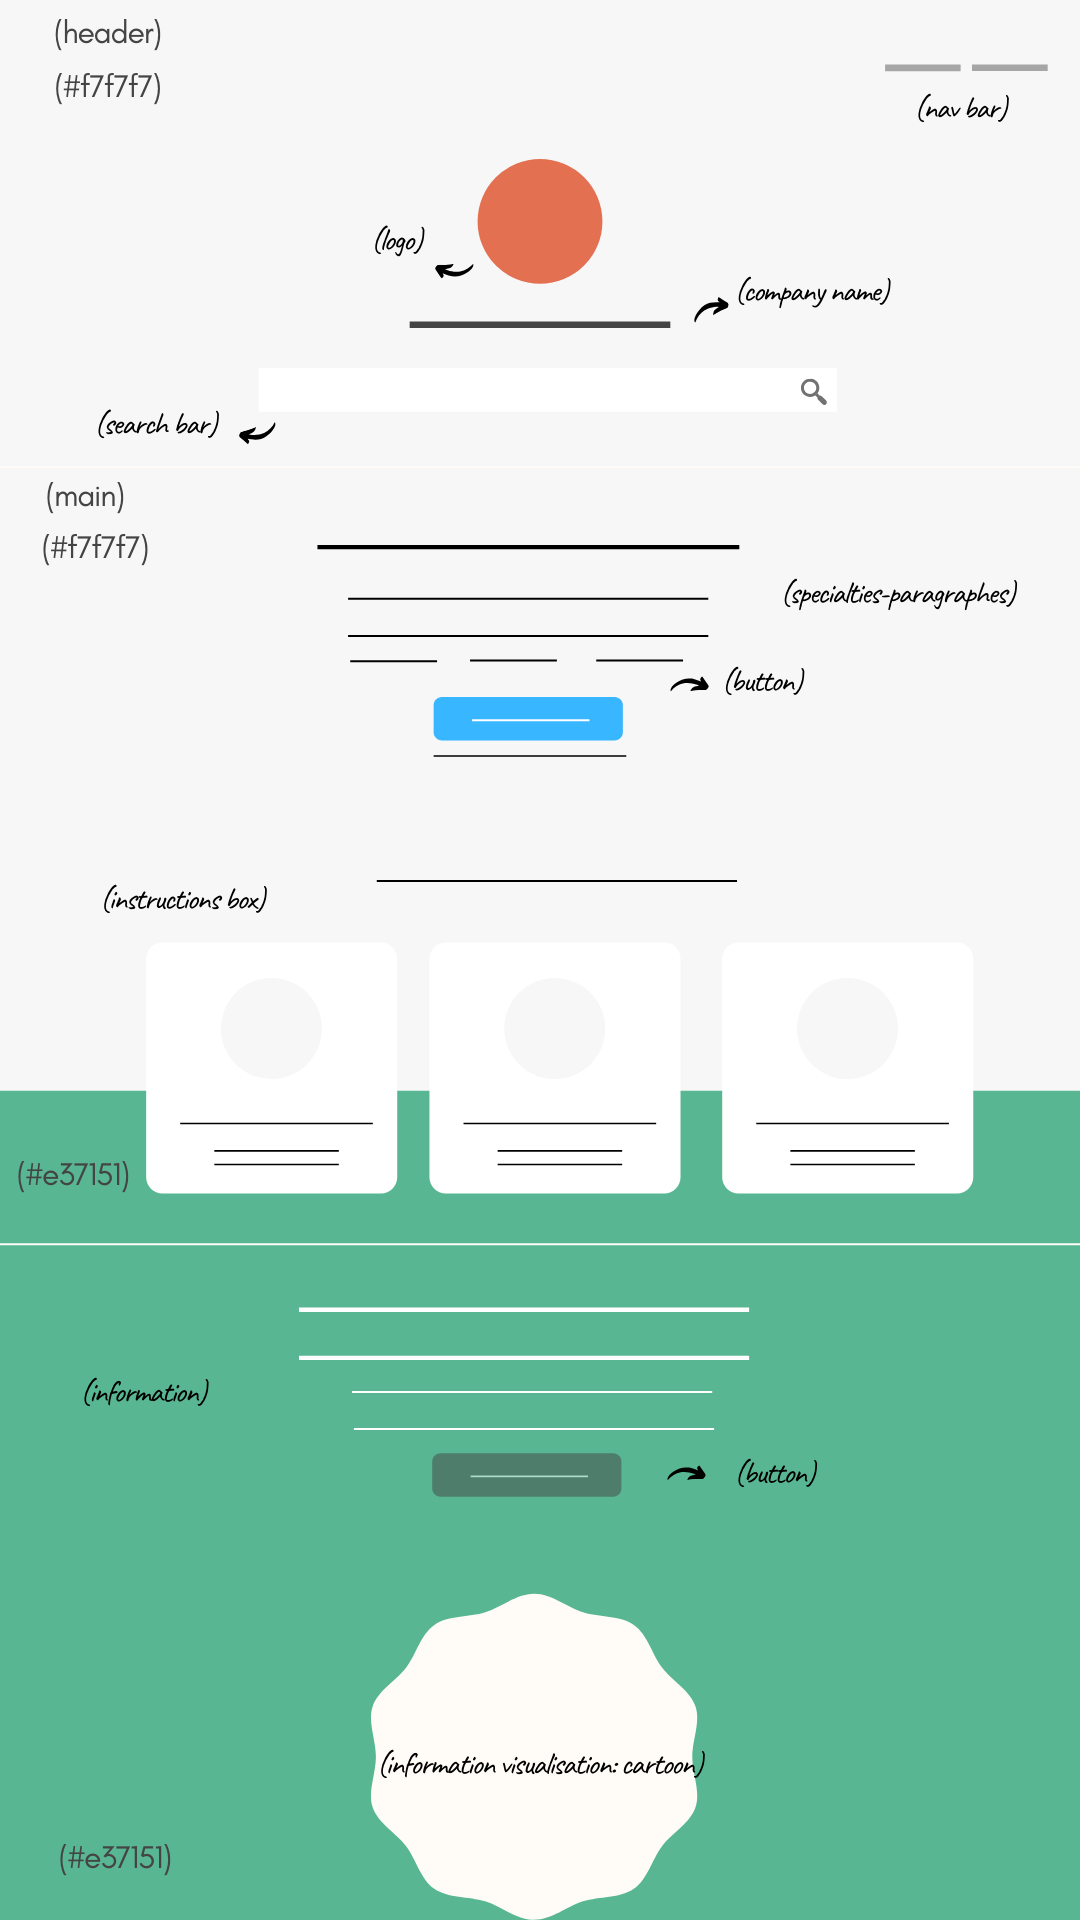 (header)
(#f7f7f7)
(nav bar)
(logo)
(company name)
(search bar)
(main)
(#f7f7f7)
(specialties-paragraphes)
(button)
(instructions box)
(#e37151)
(information)
(button)
(information visualisation: cartoon)
(#e37151)